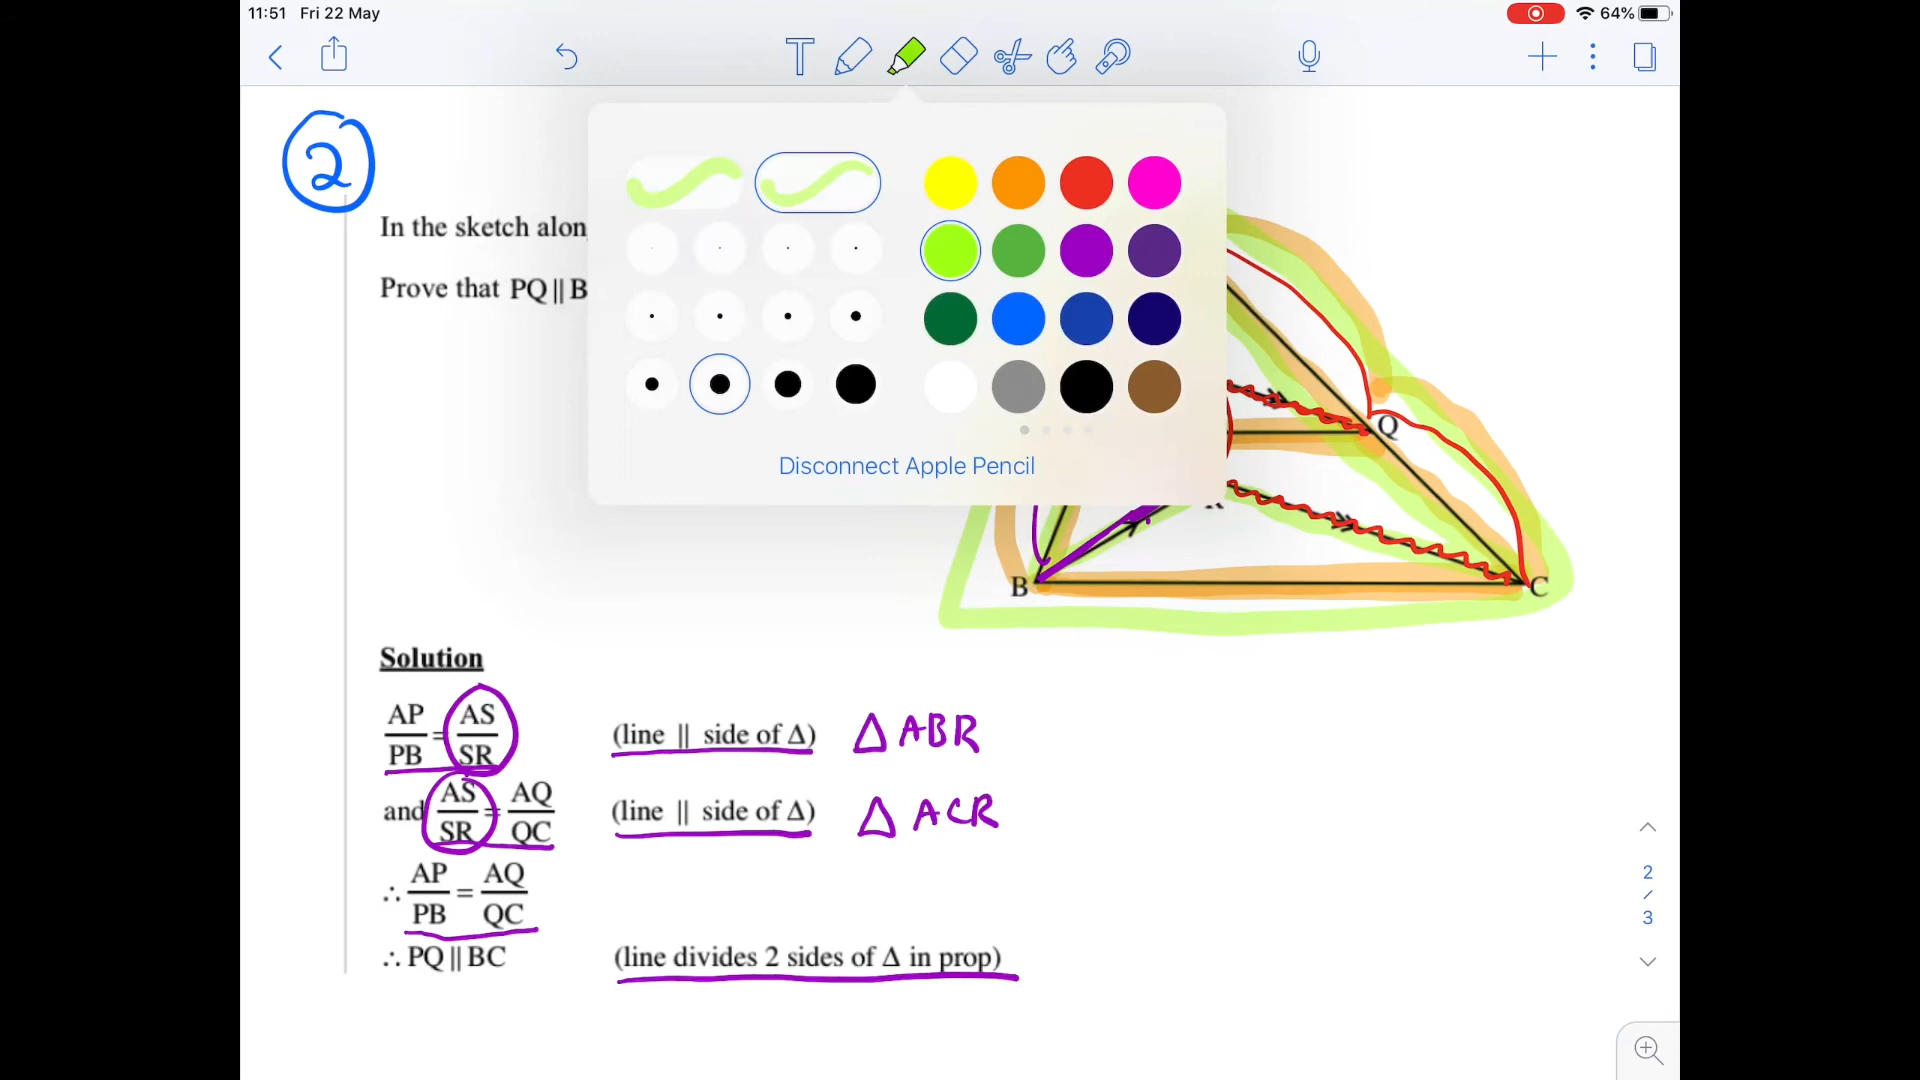 11:51 Fri 22 May
64%
T
2
In the sketch alon
Prove that PQ || B
Disconnect Apple Pencil
Q
B
C
Solution
AP/PB = AS/SR (line || side of Δ) Δ ABR
and AS/SR = AQ/QC (line || side of Δ) Δ ACR
∴ AP/PB = AQ/QC
∴ PQ || BC (line divides 2 sides of Δ in prop)
2
/
3